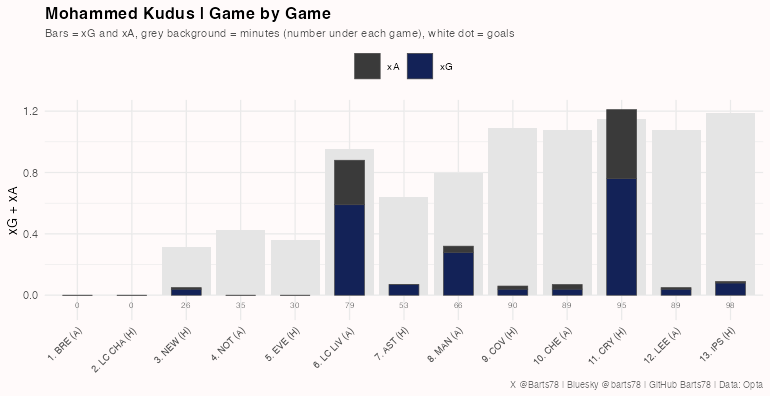 Mohammed Kudus | Game by Game
Bars = xG and xA, grey background = minutes (number under each game), white dot = goals
xA xG
xG + xA
1.2
0.8
0.4
0.0
0 0 26 35 30 79 53 66 90 89 95 89 98
1. BRE (A)
2. LC CHA (H)
3. NEW (H)
4. NOT (A)
5. EVE (H)
6. LC LIV (A)
7. AST (H)
8. MAN (A)
9. COV (H)
10. CHE (A)
11. CRY (H)
12. LEE (A)
13. IPS (H)
X @Barts78 | Bluesky @barts78 | GitHub Barts78 | Data: Opta